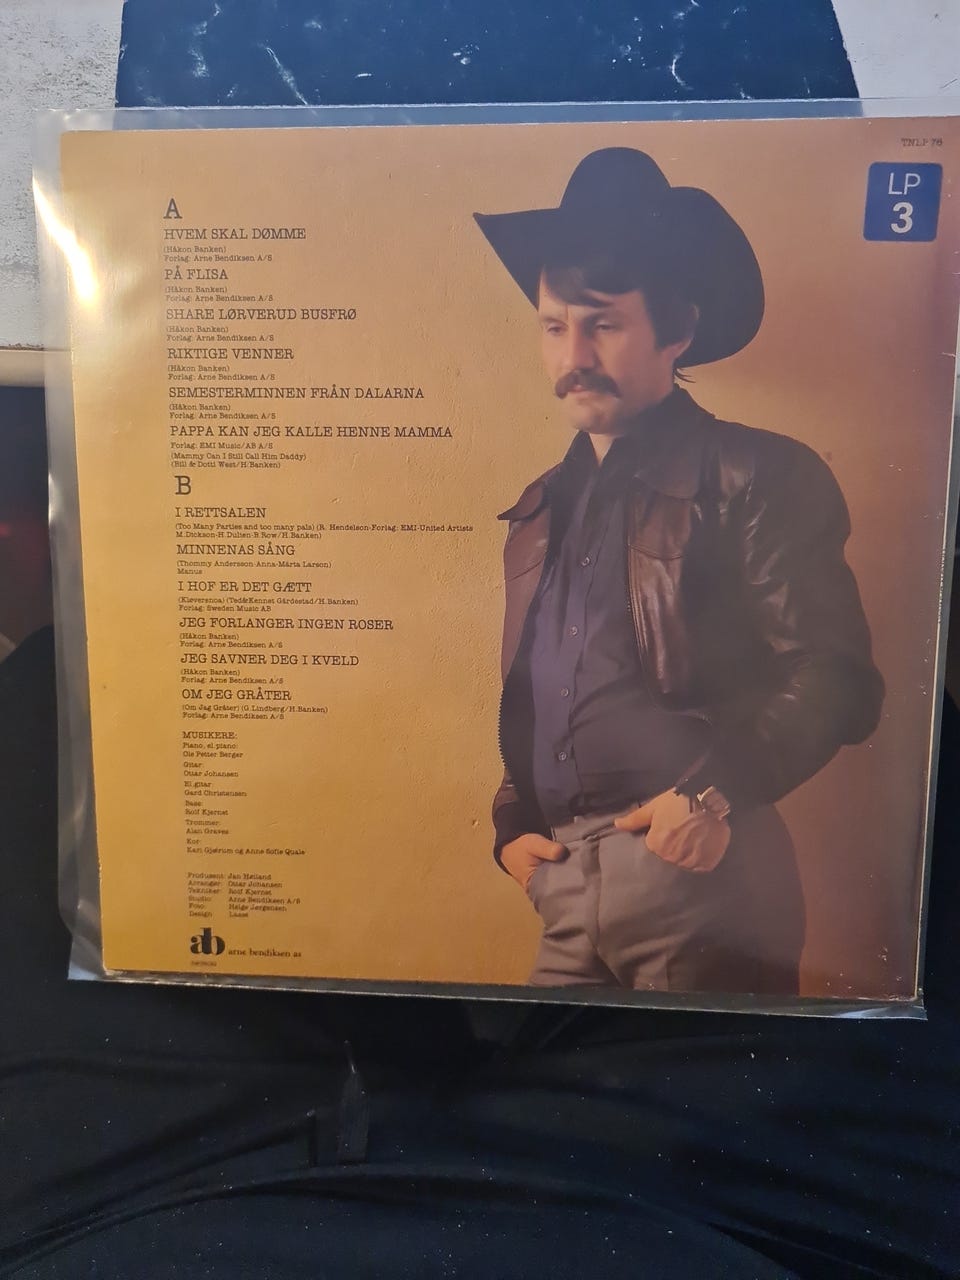 TNLP 76
LP
3
A
HVEM SKAL DØMME
(Håkon Banken)
Forlag: Arne Bendiksen A/S
PÅ FLISA
(Håkon Banken)
Forlag: Arne Bendiksen A/S
SHARE LØRVERUD BUSFRØ
(Håkon Banken)
Forlag: Arne Bendiksen A/S
RIKTIGE VENNER
(Håkon Banken)
Forlag: Arne Bendiksen A/S
SEMESTERMINNEN FRÅN DALARNA
(Håkon Banken)
Forlag: Arne Bendiksen A/S
PAPPA KAN JEG KALLE HENNE MAMMA
Forlag: EMI Music/AB A/S
(Mammy Can I Still Call Him Daddy)
(Bill & Dotti West/H.Banken)
B
I RETTSALEN
(Too Many Parties and too many pals) (R. Hendelson-Forlag: EMI-United Artists
M.Dickson-H.Dulien-B.Row/H.Banken)
MINNENAS SÅNG
(Thommy Andersson-Anna-Märta Larson)
Manus
I HOF ER DET GÆTT
(Kløversnoa) (Ted&Kennet Gärdestad/H.Banken)
Forlag: Sweden Music AB
JEG FORLANGER INGEN ROSER
(Håkon Banken)
Forlag: Arne Bendiksen A/S
JEG SAVNER DEG I KVELD
(Håkon Banken)
Forlag: Arne Bendiksen A/S
OM JEG GRÅTER
(Om Jag Gråter) (G.Lindberg/H.Banken)
Forlag: Arne Bendiksen A/S
MUSIKERE:
Piano, el.piano:
Ole Petter Berger
Gitar:
Ottar Johansen
El.gitar:
Gard Christensen
Bass:
Rolf Kjernet
Trommer:
Alan Graves
Kor:
Kari Gjærum og Anne Sofie Quale
Produsent: Jan Høiland
Arrangør: Ottar Johansen
Tekniker: Rolf Kjernet
Studio: Arne Bendiksen A/S
Foto: Helge Jørgensen
Design: Lasse
ab arne bendiksen as